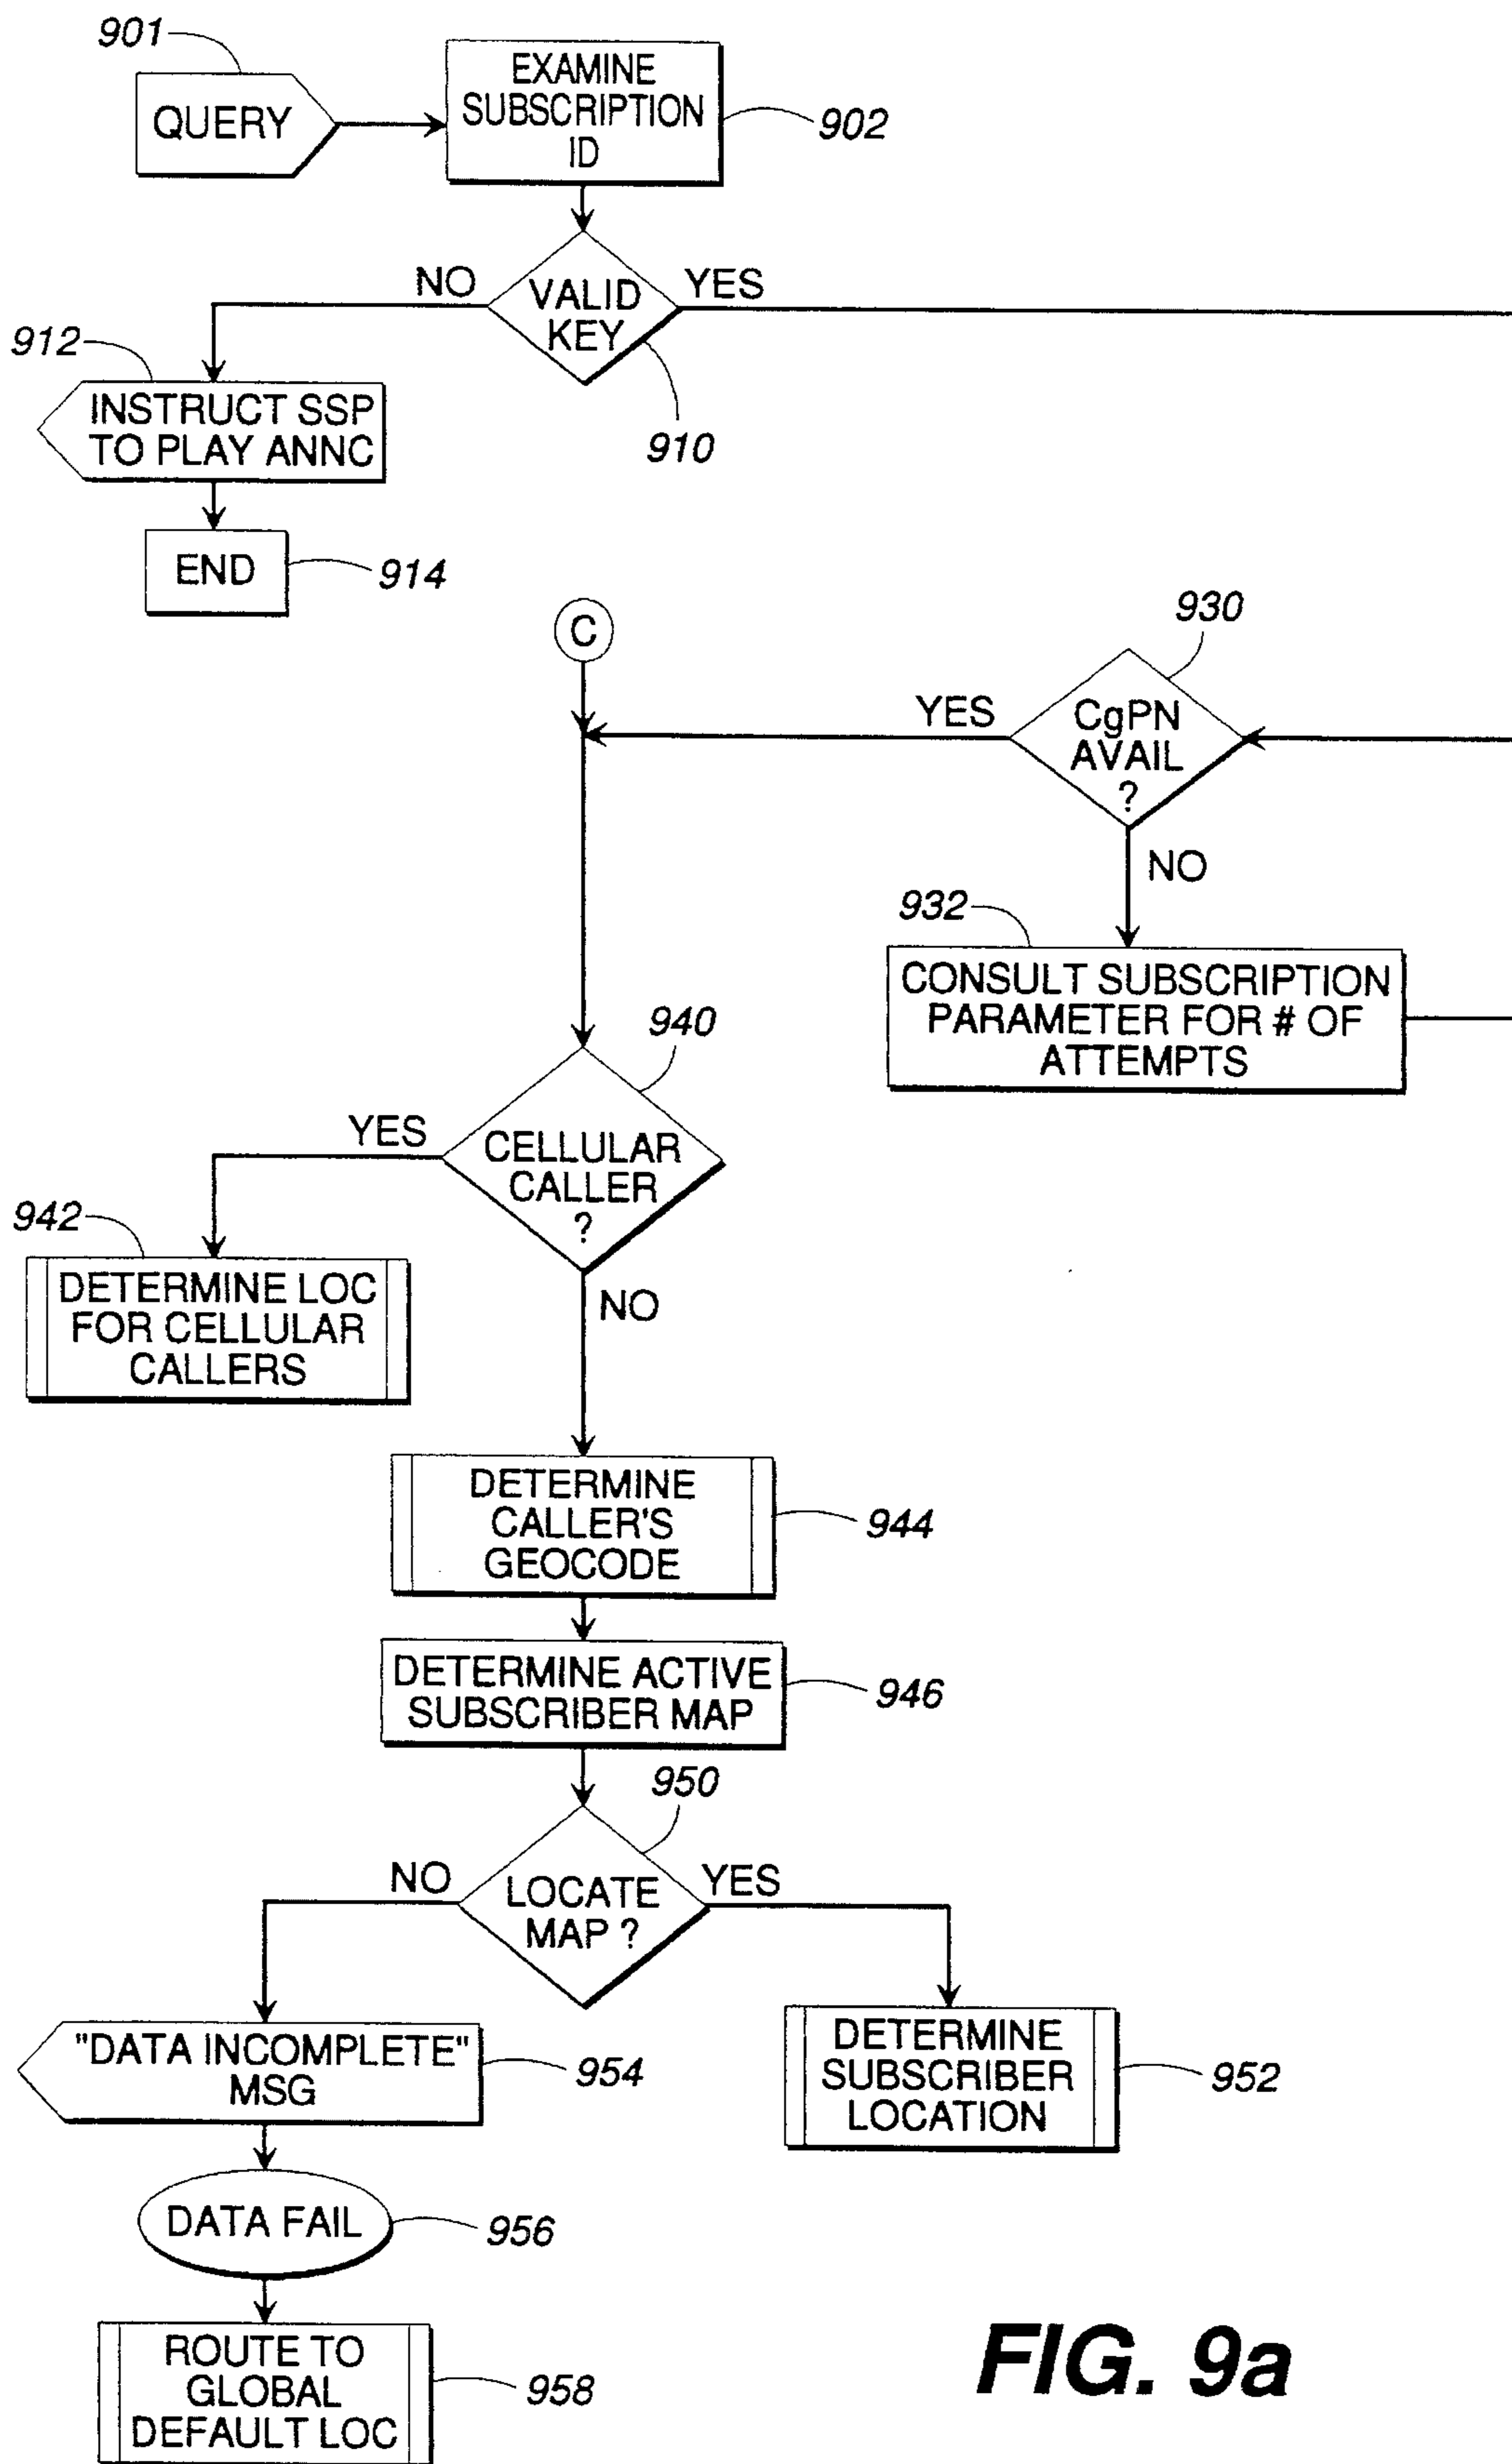 901
QUERY
EXAMINE
SUBSCRIPTION
ID
902
NO
VALID
KEY
YES
910
912
INSTRUCT SSP
TO PLAY ANNC
END
914
C
930
YES
CgPN
AVAIL
?
NO
932
CONSULT SUBSCRIPTION
PARAMETER FOR # OF
ATTEMPTS
940
YES
CELLULAR
CALLER
?
942
DETERMINE LOC
FOR CELLULAR
CALLERS
NO
DETERMINE
CALLER'S
GEOCODE
944
DETERMINE ACTIVE
SUBSCRIBER MAP
946
950
NO
LOCATE
MAP ?
YES
"DATA INCOMPLETE"
MSG
954
DETERMINE
SUBSCRIBER
LOCATION
952
DATA FAIL
956
ROUTE TO
GLOBAL
DEFAULT LOC
958
FIG. 9a